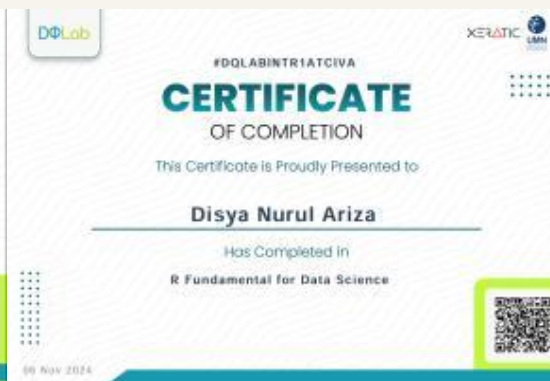 DQLab
XERATIC
UMN
#DQLABINTR1ATCIVA
CERTIFICATE
OF COMPLETION
This Certificate is Proudly Presented to
Disya Nurul Ariza
Has Completed in
R Fundamental for Data Science
06 Nov 2024